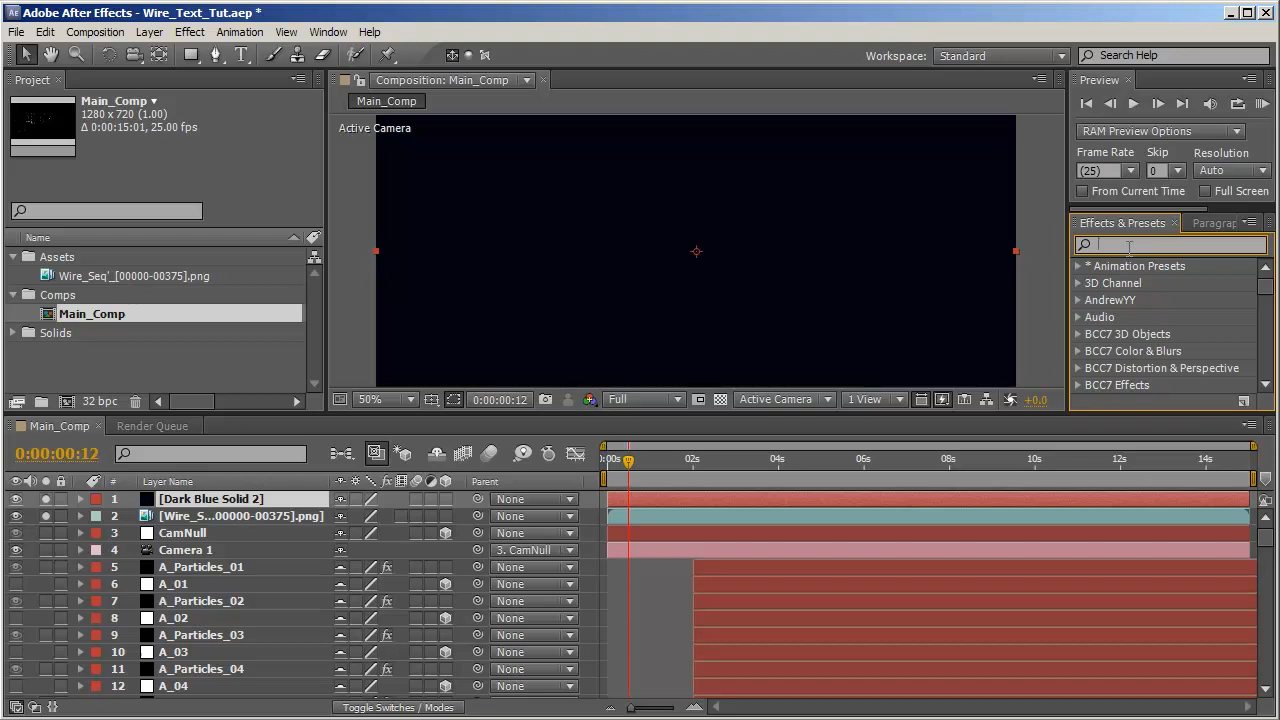 Adobe After Effects - Wire_Text_Tut.aep *
File Edit Composition Layer Effect Animation View Window Help
Workspace: Standard Search Help
Project
Main_Comp
1280 x 720 (1.00)
Δ 0:00:15:01, 25.00 fps
Name
Assets
Wire_Seq'_[00000-00375].png
Comps
Main_Comp
Solids
32 bpc
Composition: Main_Comp
Main_Comp
Active Camera
50% 0:00:00:12 Full Active Camera 1 View +0.0
Preview
RAM Preview Options
Frame Rate Skip Resolution
(25) 0 Auto
From Current Time Full Screen
Effects & Presets Paragrap
* Animation Presets
3D Channel
AndrewYY
Audio
BCC7 3D Objects
BCC7 Color & Blurs
BCC7 Distortion & Perspective
BCC7 Effects
Main_Comp Render Queue
0:00:00:12
# Layer Name Parent
:00s 02s 04s 06s 08s 10s 12s 14s
1 [Dark Blue Solid 2] None
2 [Wire_S...00000-00375].png] None
3 CamNull None
4 Camera 1 3. CamNull
5 A_Particles_01 fx None
6 A_01 None
7 A_Particles_02 fx None
8 A_02 None
9 A_Particles_03 fx None
10 A_03 None
11 A_Particles_04 fx None
12 A_04 None
Toggle Switches / Modes